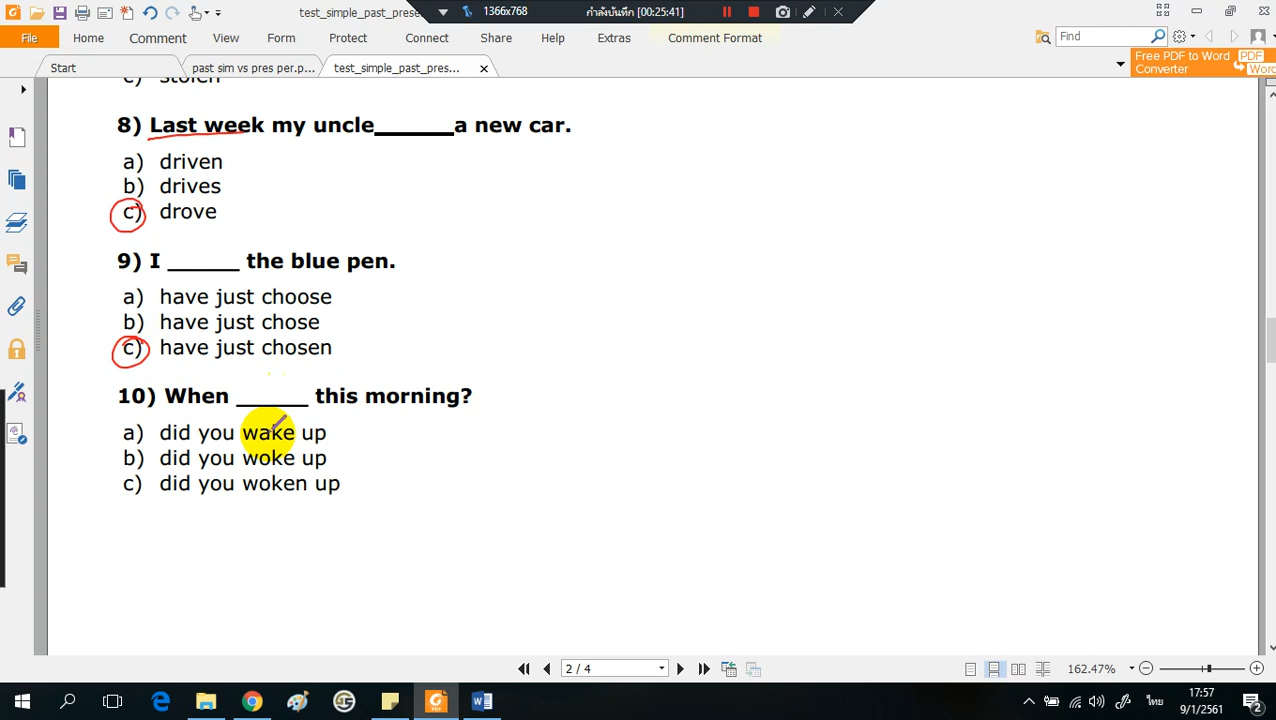 test_simple_past_prese
1366x768
กำลังบันทึก [00:25:41]
File Home Comment View Form Protect Connect Share Help Extras Comment Format
Find
Start past sim vs pres per.p... test_simple_past_pres...
Free PDF to Word
Converter
PDF
Word
stolen
8) Last week my uncle______a new car.
a) driven
b) drives
c) drove
9) I ______ the blue pen.
a) have just choose
b) have just chose
c) have just chosen
10) When ______ this morning?
a) did you wake up
b) did you woke up
c) did you woken up
2 / 4
162.47%
W
PDF
ไทย
17:57
9/1/2561
2